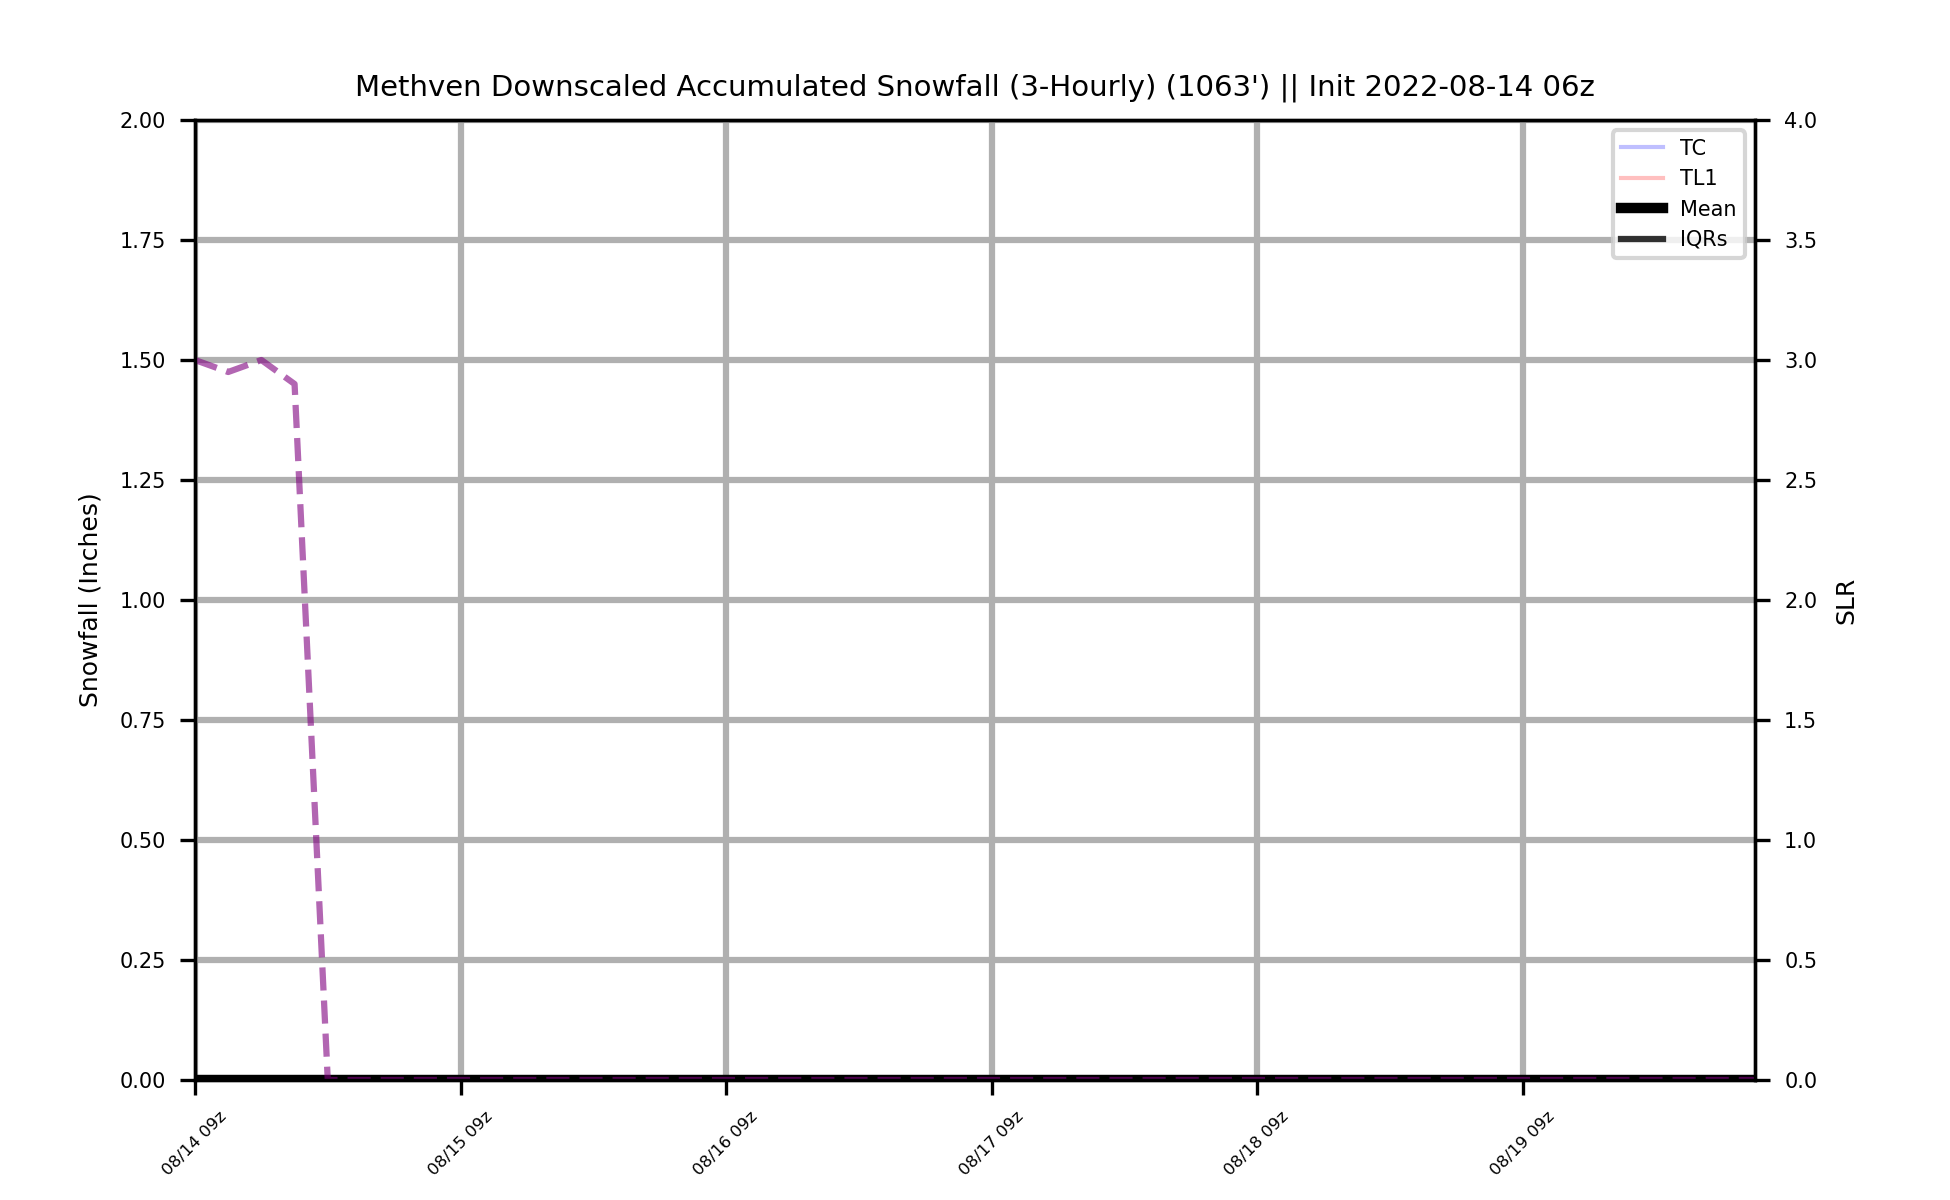 Methven Downscaled Accumulated Snowfall (3-Hourly) (1063') || Init 2022-08-14 06z
2.00
1.75
1.50
1.25
1.00
0.75
0.50
0.25
0.00
Snowfall (Inches)
4.0
3.5
3.0
2.5
2.0
1.5
1.0
0.5
0.0
SLR
TC
TL1
Mean
IQRs
08/14 09z
08/15 09z
08/16 09z
08/17 09z
08/18 09z
08/19 09z